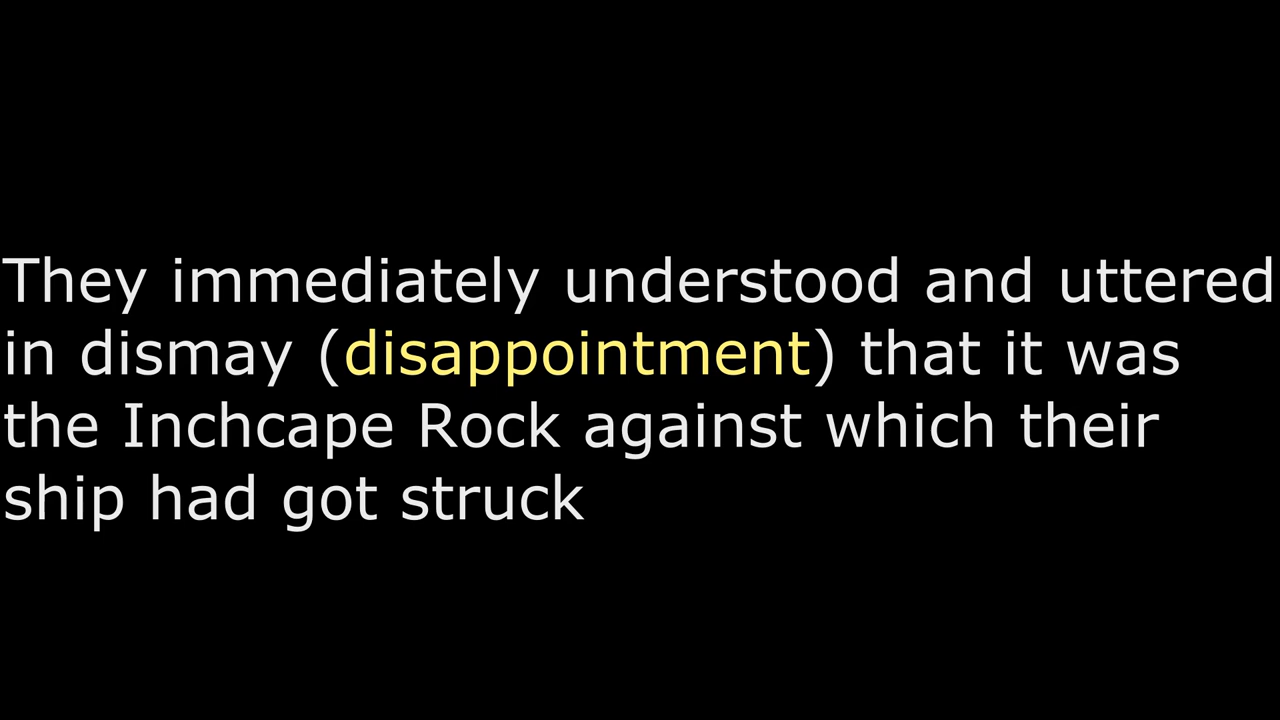 They immediately understood and uttered
in dismay (disappointment) that it was
the Inchcape Rock against which their
ship had got struck